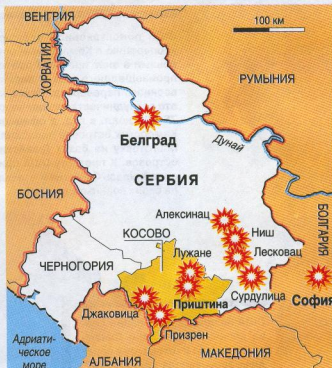 ВЕНГРИЯ
100 км
ХОРВАТИЯ
РУМЫНИЯ
Белград
Дунай
СЕРБИЯ
БОСНИЯ
Алексинац
БОЛГАРИЯ
КОСОВО
Ниш
Лужане
Лесковац
ЧЕРНОГОРИЯ
Приштина
Сурдулица
София
Джаковица
Адриати-
ческое
море
Призрен
АЛБАНИЯ
МАКЕДОНИЯ